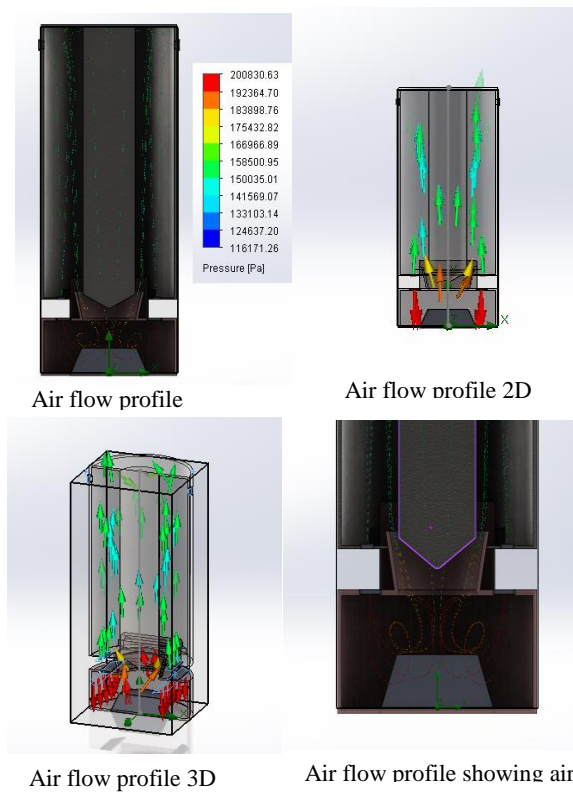 200830.63
192364.70
183898.76
175432.82
166966.89
158500.95
150035.01
141569.07
133103.14
124637.20
116171.26
Pressure [Pa]
X
Air flow profile
Air flow profile 2D
Air flow profile 3D
Air flow profile showing air